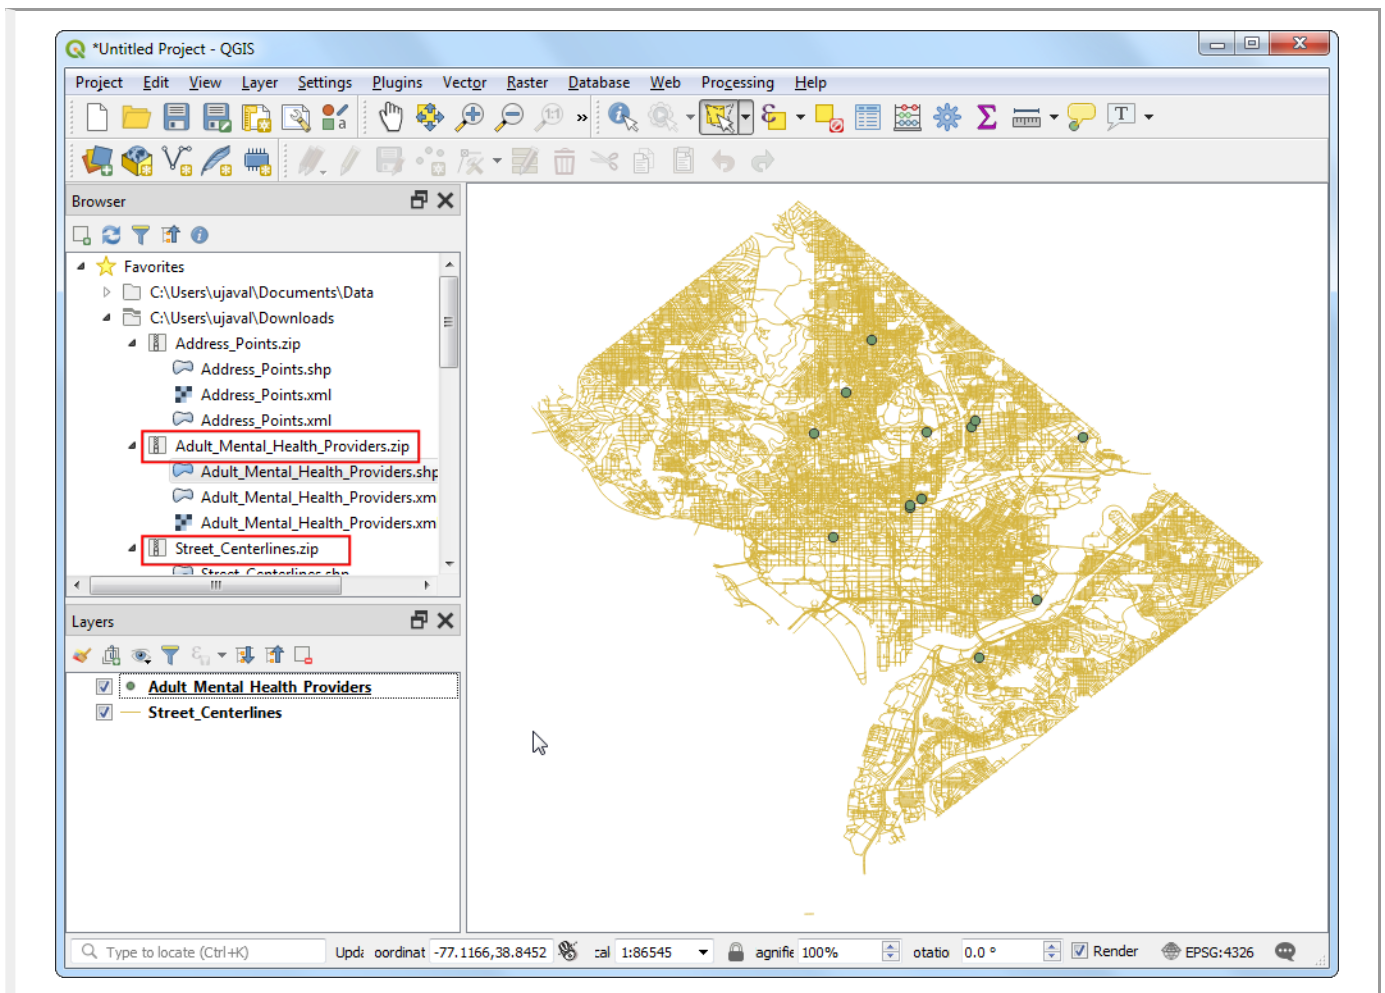 *Untitled Project - QGIS
Project Edit View Layer Settings Plugins Vector Raster Database Web Processing Help
Browser
Favorites
C:\Users\ujaval\Documents\Data
C:\Users\ujaval\Downloads
Address_Points.zip
Address_Points.shp
Address_Points.xml
Address_Points.xml
Adult_Mental_Health_Providers.zip
Adult_Mental_Health_Providers.shp
Adult_Mental_Health_Providers.xm
Adult_Mental_Health_Providers.xm
Street_Centerlines.zip
Street_Centerlines.shp
Layers
Adult_Mental_Health_Providers
Street_Centerlines
Type to locate (Ctrl+K) Upda oordinat -77.1166,38.8452 cal 1:86545 agnifie 100% otatio 0.0 ° Render EPSG:4326